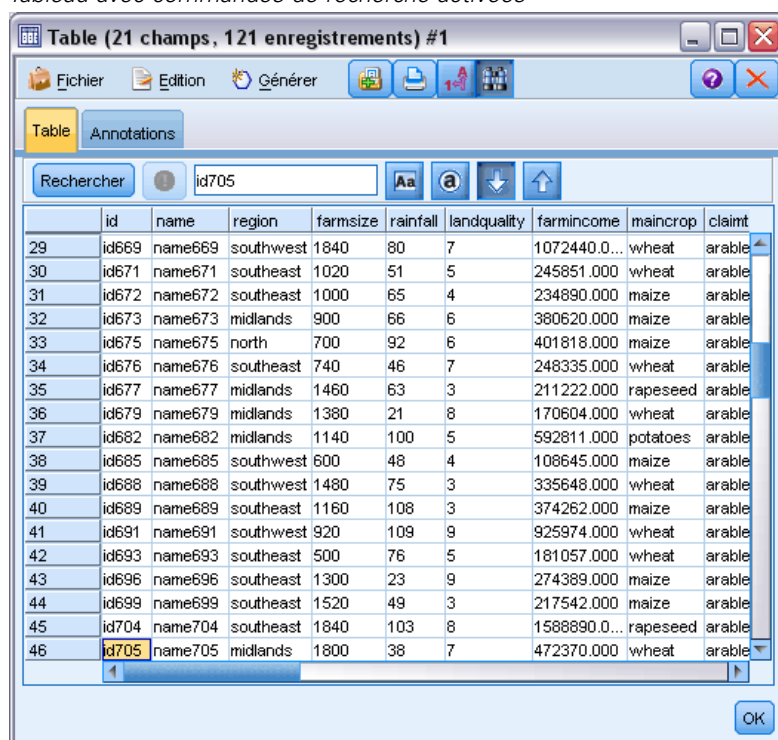 Tableau avec commandes de recherche activées
Table (21 champs, 121 enregistrements) #1
Fichier Edition Générer
Table Annotations
Rechercher id705 Aa a
id name region farmsize rainfall landquality farmincome maincrop claimt
29 id669 name669 southwest 1840 80 7 1072440.0... wheat arable
30 id671 name671 southeast 1020 51 5 245851.000 wheat arable
31 id672 name672 southeast 1000 65 4 234890.000 maize arable
32 id673 name673 midlands 900 66 6 380620.000 maize arable
33 id675 name675 north 700 92 6 401818.000 maize arable
34 id676 name676 southeast 740 46 7 248335.000 wheat arable
35 id677 name677 midlands 1460 63 3 211222.000 rapeseed arable
36 id679 name679 midlands 1380 21 8 170604.000 wheat arable
37 id682 name682 midlands 1140 100 5 592811.000 potatoes arable
38 id685 name685 southwest 600 48 4 108645.000 maize arable
39 id688 name688 southwest 1480 75 3 335648.000 wheat arable
40 id689 name689 southeast 1160 108 3 374262.000 maize arable
41 id691 name691 southwest 920 109 9 925974.000 wheat arable
42 id693 name693 southeast 500 76 5 181057.000 wheat arable
43 id696 name696 southeast 1300 23 9 274389.000 maize arable
44 id699 name699 southeast 1520 49 3 217542.000 maize arable
45 id704 name704 southeast 1840 103 8 1588890.0... rapeseed arable
46 id705 name705 midlands 1800 38 7 472370.000 wheat arable
OK